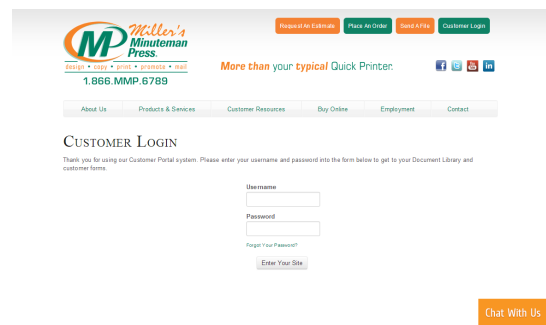 Request An Estimate Place An Order Send A File Customer Login
Miller's
Minuteman
Press.
MP
design • copy • print • promote • mail
1.866.MMP.6789
More than your typical Quick Printer.
About Us Products & Services Customer Resources Buy Online Employment Contact
Customer Login
Thank you for using our Customer Portal system. Please enter your username and password into the form below to get to your Document Library and
customer forms.
Username
Password
Forgot Your Password?
Enter Your Site
Chat With Us